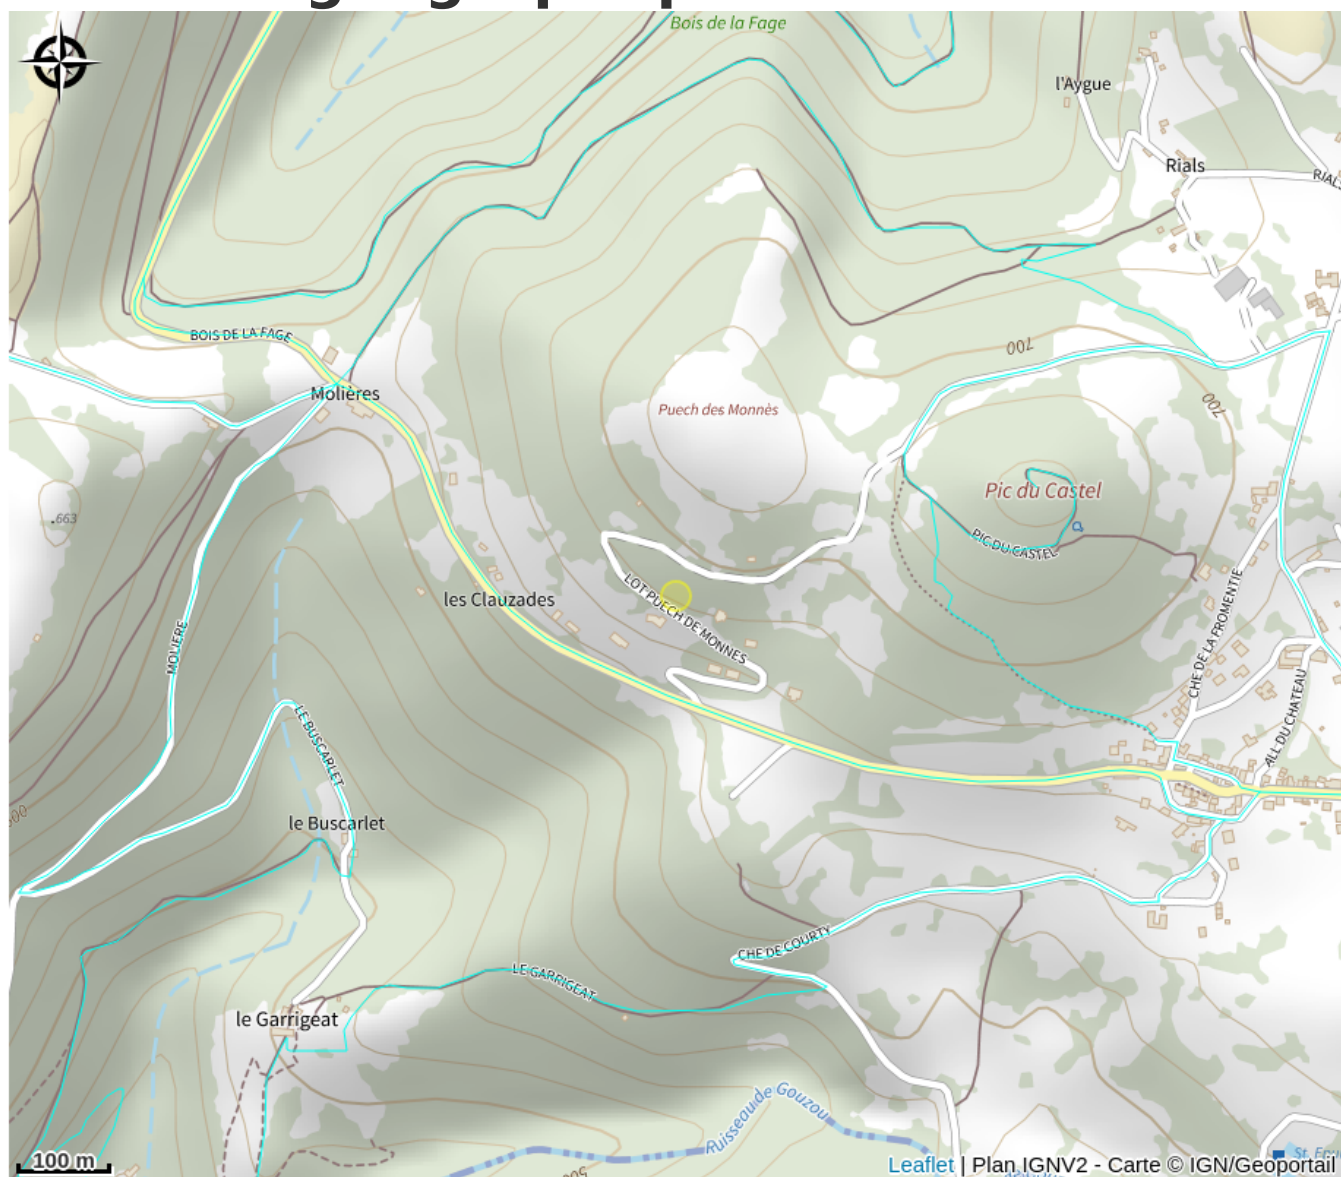 Bois de la Fage
l'Aygue
Rials
RIALS
BOIS DE LA FAGE
700
Molières
700
Puech des Monnès
Pic du Castel
.663
PIC DU CASTEL
LOT PUECH DE MONNES
les Clauzades
CHE DE LA FROMENTIE
MOLIERE
ALL DU CHATEAU
LE BUSCARLET
le Buscarlet
CHE DE COURTY
LE GARRIGEAT
le Garrigeat
Ruisseau de Gouzou
100 m
500
Leaflet | Plan IGNV2 - Carte © IGN/Geoportail